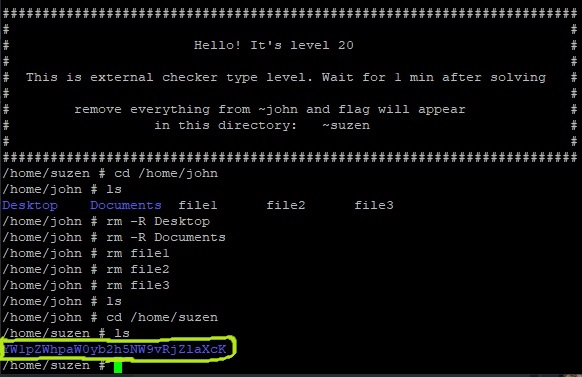 ###############################################################
#                                                             #
#                    Hello! It's level 20                     #
#                                                             #
#  This is external checker type level. Wait for 1 min after solving  #
#                                                             #
#        remove everything from ~john and flag will appear    #
#                 in this directory:   ~suzen                 #
#                                                             #
###############################################################
/home/suzen # cd /home/john
/home/john # ls
Desktop    Documents  file1      file2      file3
/home/john # rm -R Desktop
/home/john # rm -R Documents
/home/john # rm file1
/home/john # rm file2
/home/john # rm file3
/home/john # ls
/home/john # cd /home/suzen
/home/suzen # ls
YW1pZWhpaW0yb2h5NW9vRjZ1aXcK
/home/suzen #